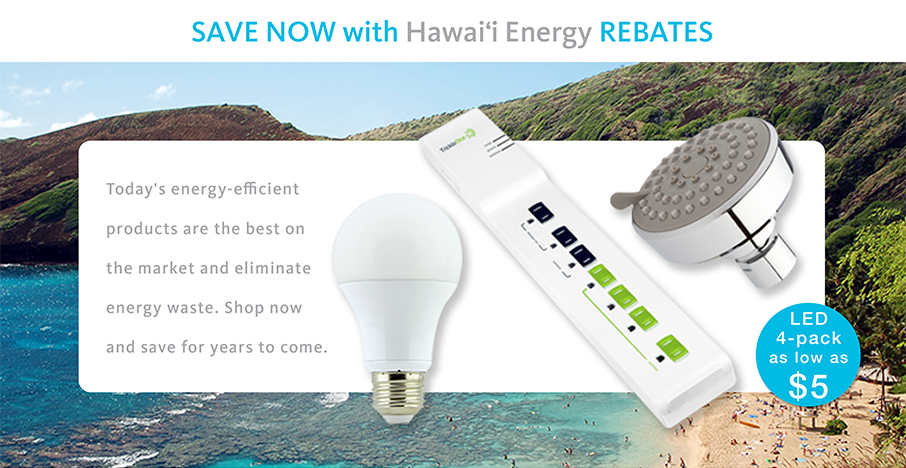 SAVE NOW with Hawaiʻi Energy REBATES
Today's energy-efficient
products are the best on
the market and eliminate
energy waste. Shop now
and save for years to come.
LED
4-pack
as low as
$5